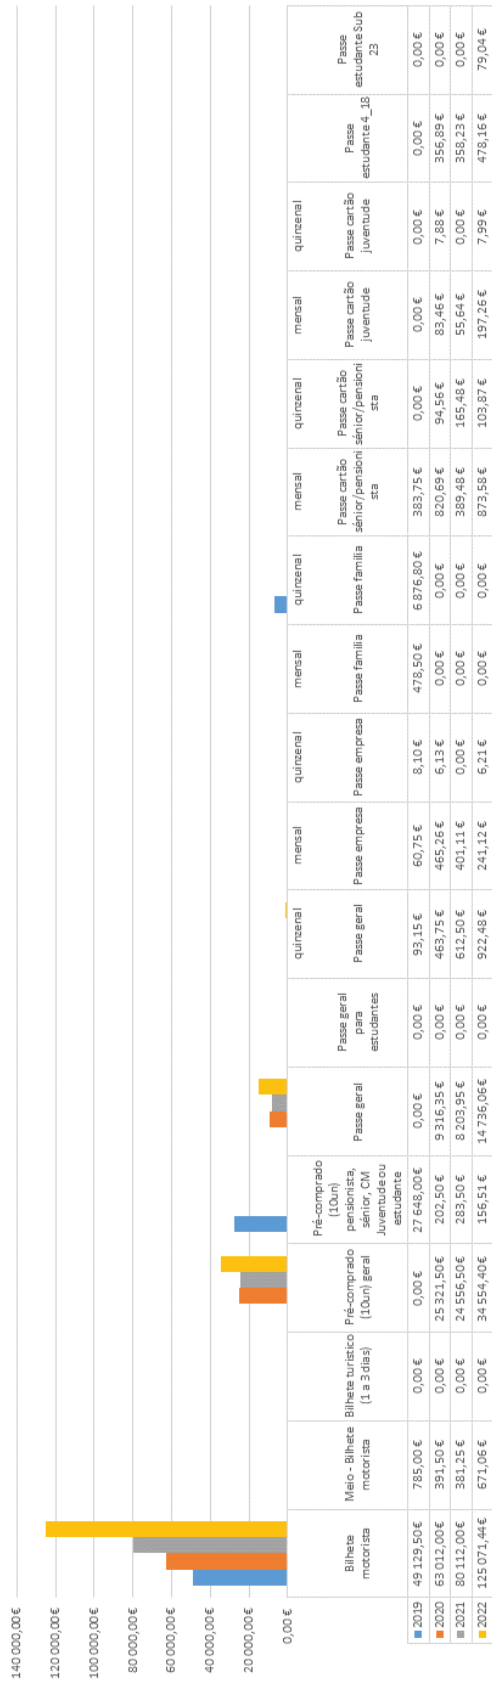 140 000,00 €
120 000,00 €
100 000,00 €
80 000,00 €
60 000,00 €
40 000,00 €
20 000,00 €
0,00 €
Bilhete
motorista
Meio - Bilhete
motorista
Bilhete turistico
(1 a 3 dias)
Pré-comprado
(10un) geral
Pré-comprado
(10un)
pensionista,
sénior, CM
Juventude ou
estudante
Passe geral
Passe geral
para
estudantes
quinzenal
Passe geral
mensal
Passe empresa
quinzenal
Passe empresa
mensal
Passe familia
quinzenal
Passe familia
mensal
Passe cartão
sénior/pensioni
sta
quinzenal
Passe cartão
sénior/pensioni
sta
mensal
Passe cartão
juventude
quinzenal
Passe cartão
juventude
Passe
estudante 4_18
Passe
estudante Sub
23
2019 49 129,50 € 785,00 € 0,00 € 0,00 € 27 648,00 € 0,00 € 0,00 € 93,15 € 60,75 € 8,10 € 478,50 € 6 876,80 € 383,75 € 0,00 € 0,00 € 0,00 € 0,00 € 0,00 €
2020 63 012,00 € 391,50 € 0,00 € 25 321,50 € 202,50 € 9 316,35 € 0,00 € 463,75 € 465,26 € 6,13 € 0,00 € 0,00 € 820,69 € 94,56 € 83,46 € 7,88 € 356,89 € 0,00 €
2021 80 112,00 € 381,25 € 0,00 € 24 556,50 € 283,50 € 8 203,95 € 0,00 € 612,50 € 401,11 € 0,00 € 0,00 € 0,00 € 389,48 € 165,48 € 55,64 € 0,00 € 358,23 € 0,00 €
2022 125 071,44 € 671,06 € 0,00 € 34 554,40 € 156,51 € 14 736,06 € 0,00 € 922,48 € 241,12 € 6,21 € 0,00 € 0,00 € 873,58 € 103,87 € 197,26 € 7,99 € 478,16 € 79,04 €